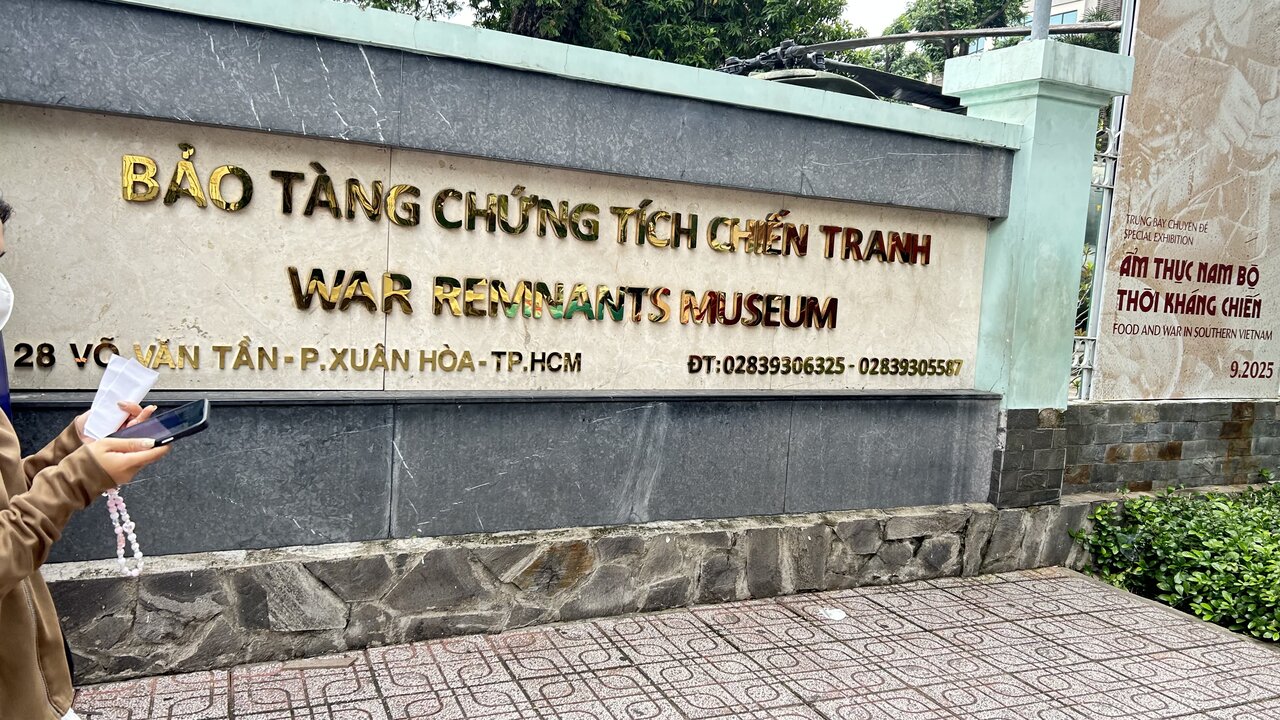 BẢO TÀNG CHỨNG TÍCH CHIẾN TRANH
WAR REMNANTS MUSEUM
28 VÕ VĂN TẦN - P. XUÂN HÒA - TP.HCM
ĐT: 02839306325 - 02839305587
TRƯNG BÀY CHUYÊN ĐỀ
SPECIAL EXHIBITION
ẨM THỰC NAM BỘ
THỜI KHÁNG CHIẾN
FOOD AND WAR IN SOUTHERN VIETNAM
9.2025